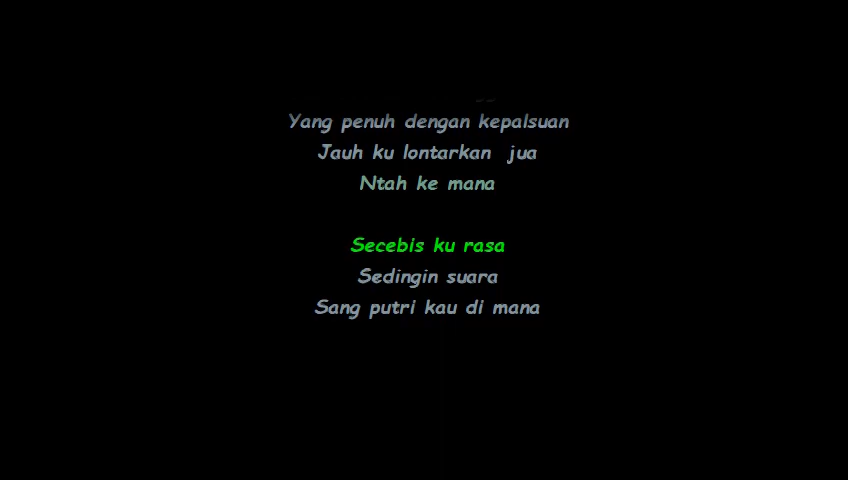 Yang penuh dengan kepalsuan
Jauh ku lontarkan  jua
Ntah ke mana
Secebis ku rasa
Sedingin suara
Sang putri kau di mana